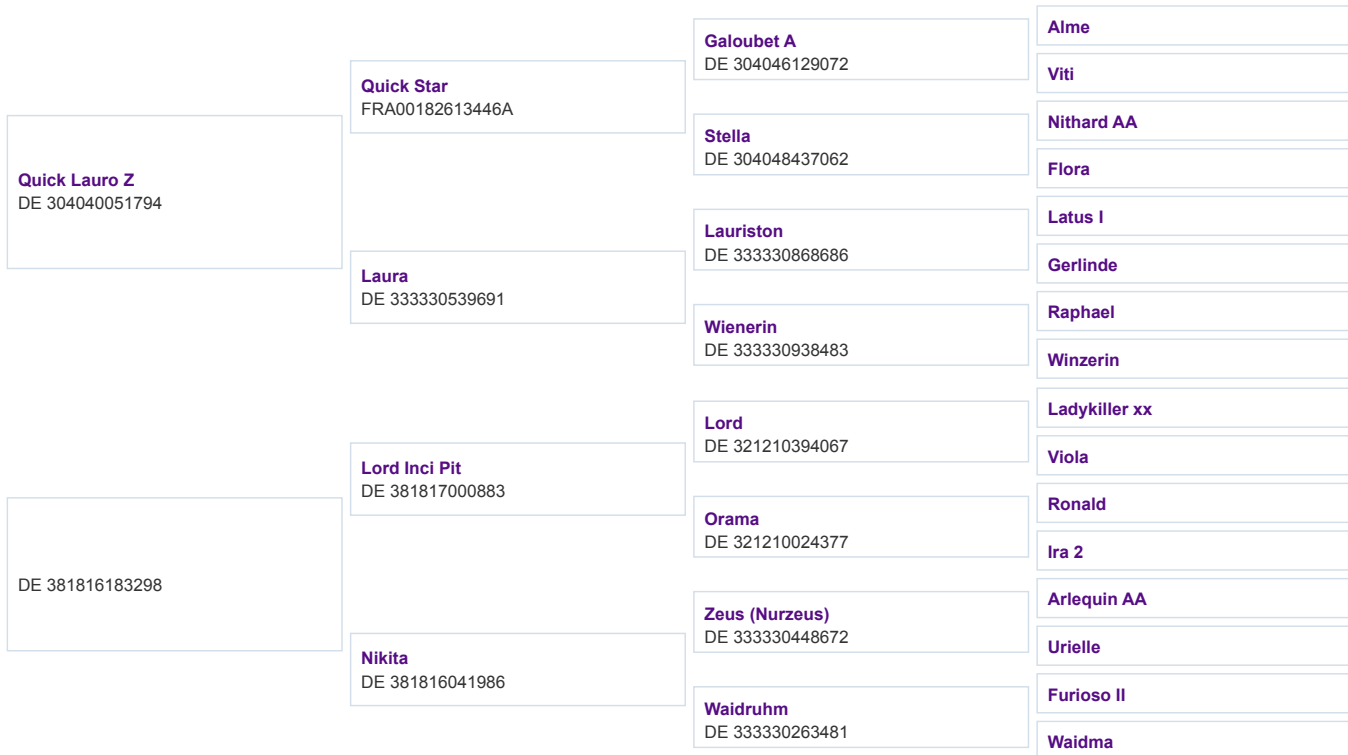 Quick Lauro Z
DE 304040051794
DE 381816183298
Quick Star
FRA00182613446A
Laura
DE 333330539691
Lord Inci Pit
DE 381817000883
Nikita
DE 381816041986
Galoubet A
DE 304046129072
Stella
DE 304048437062
Lauriston
DE 333330868686
Wienerin
DE 333330938483
Lord
DE 321210394067
Orama
DE 321210024377
Zeus (Nurzeus)
DE 333330448672
Waidruhm
DE 333330263481
Alme
Viti
Nithard AA
Flora
Latus I
Gerlinde
Raphael
Winzerin
Ladykiller xx
Viola
Ronald
Ira 2
Arlequin AA
Urielle
Furioso II
Waidma